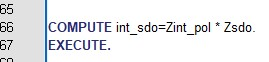 65
66 COMPUTE int_sdo=Zint_pol * Zsdo.
67 EXECUTE.